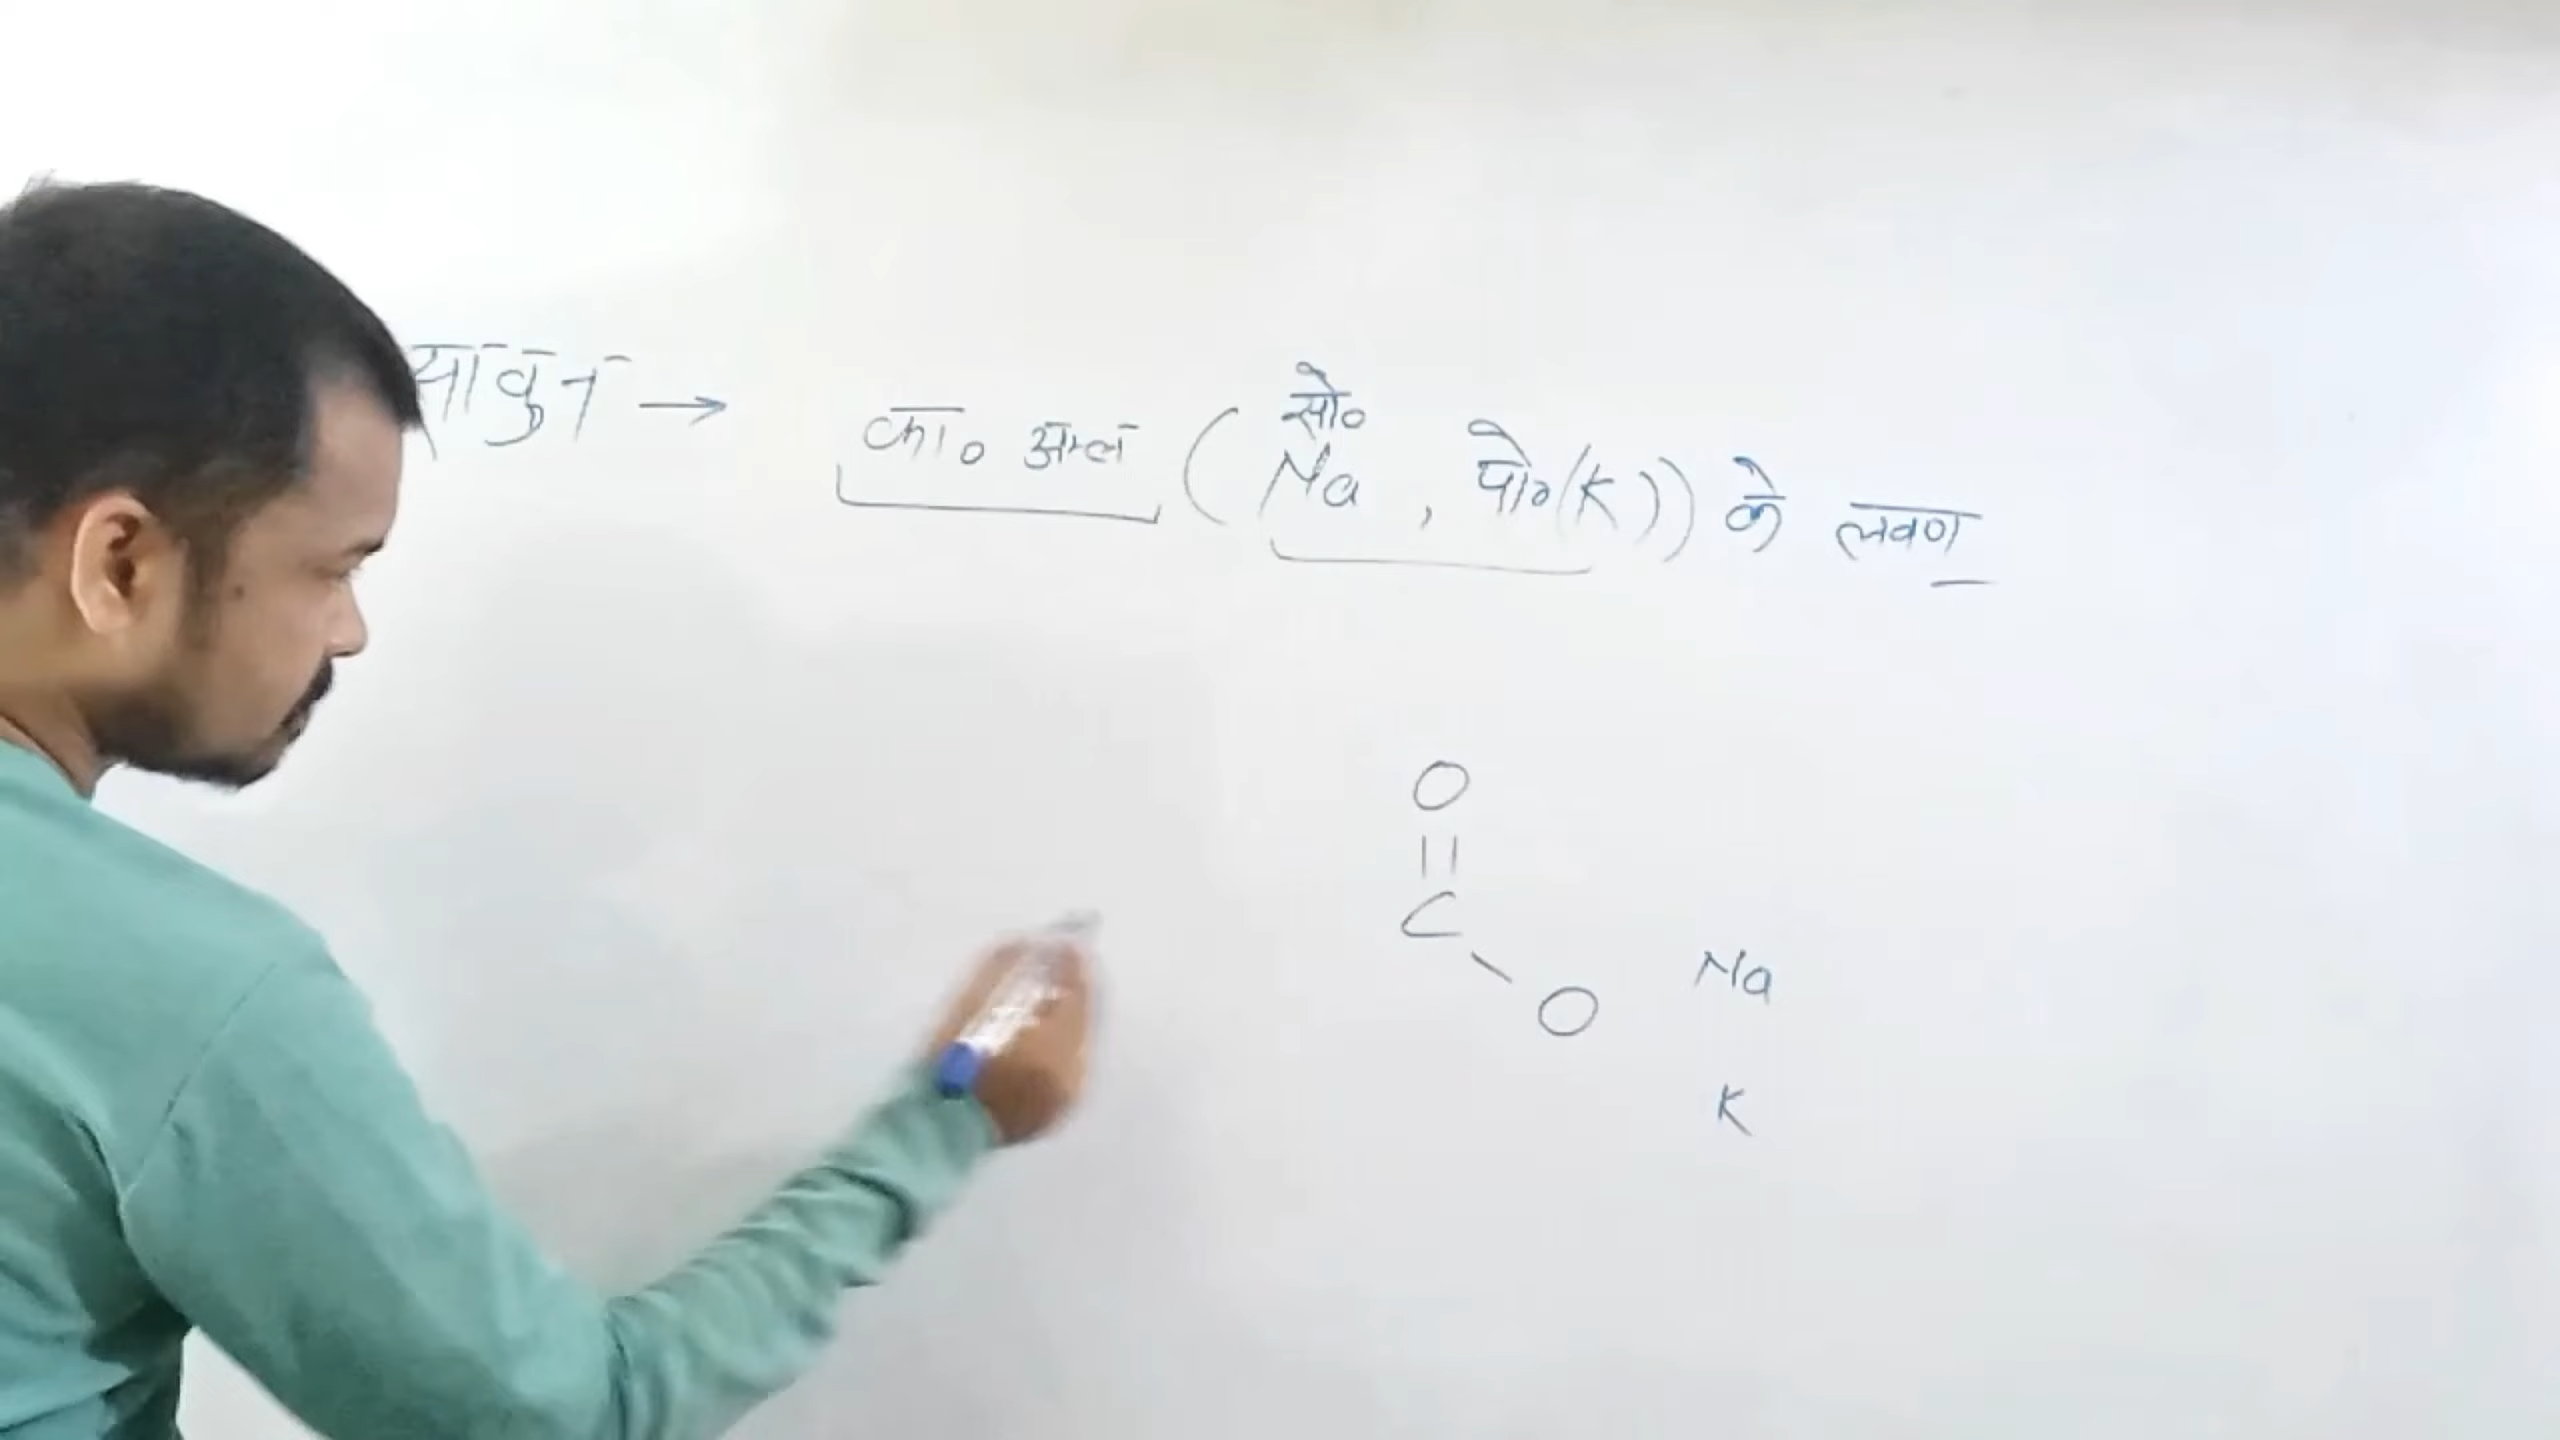 साबुन → का० अम्ल ( सो० Na , पो०(K) ) के लवण
O
||
C
O Na
K